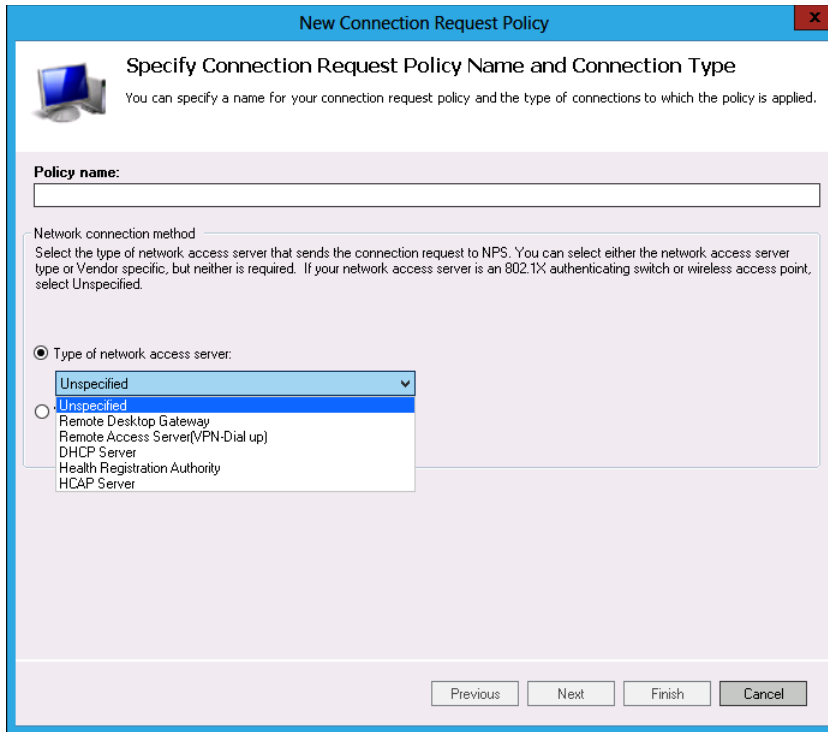 New Connection Request Policy
x
Specify Connection Request Policy Name and Connection Type
You can specify a name for your connection request policy and the type of connections to which the policy is applied.
Policy name:
Network connection method
Select the type of network access server that sends the connection request to NPS. You can select either the network access server
type or Vendor specific, but neither is required. If your network access server is an 802.1X authenticating switch or wireless access point,
select Unspecified.
Type of network access server:
Unspecified
Unspecified
Remote Desktop Gateway
Remote Access Server(VPN-Dial up)
DHCP Server
Health Registration Authority
HCAP Server
Previous
Next
Finish
Cancel